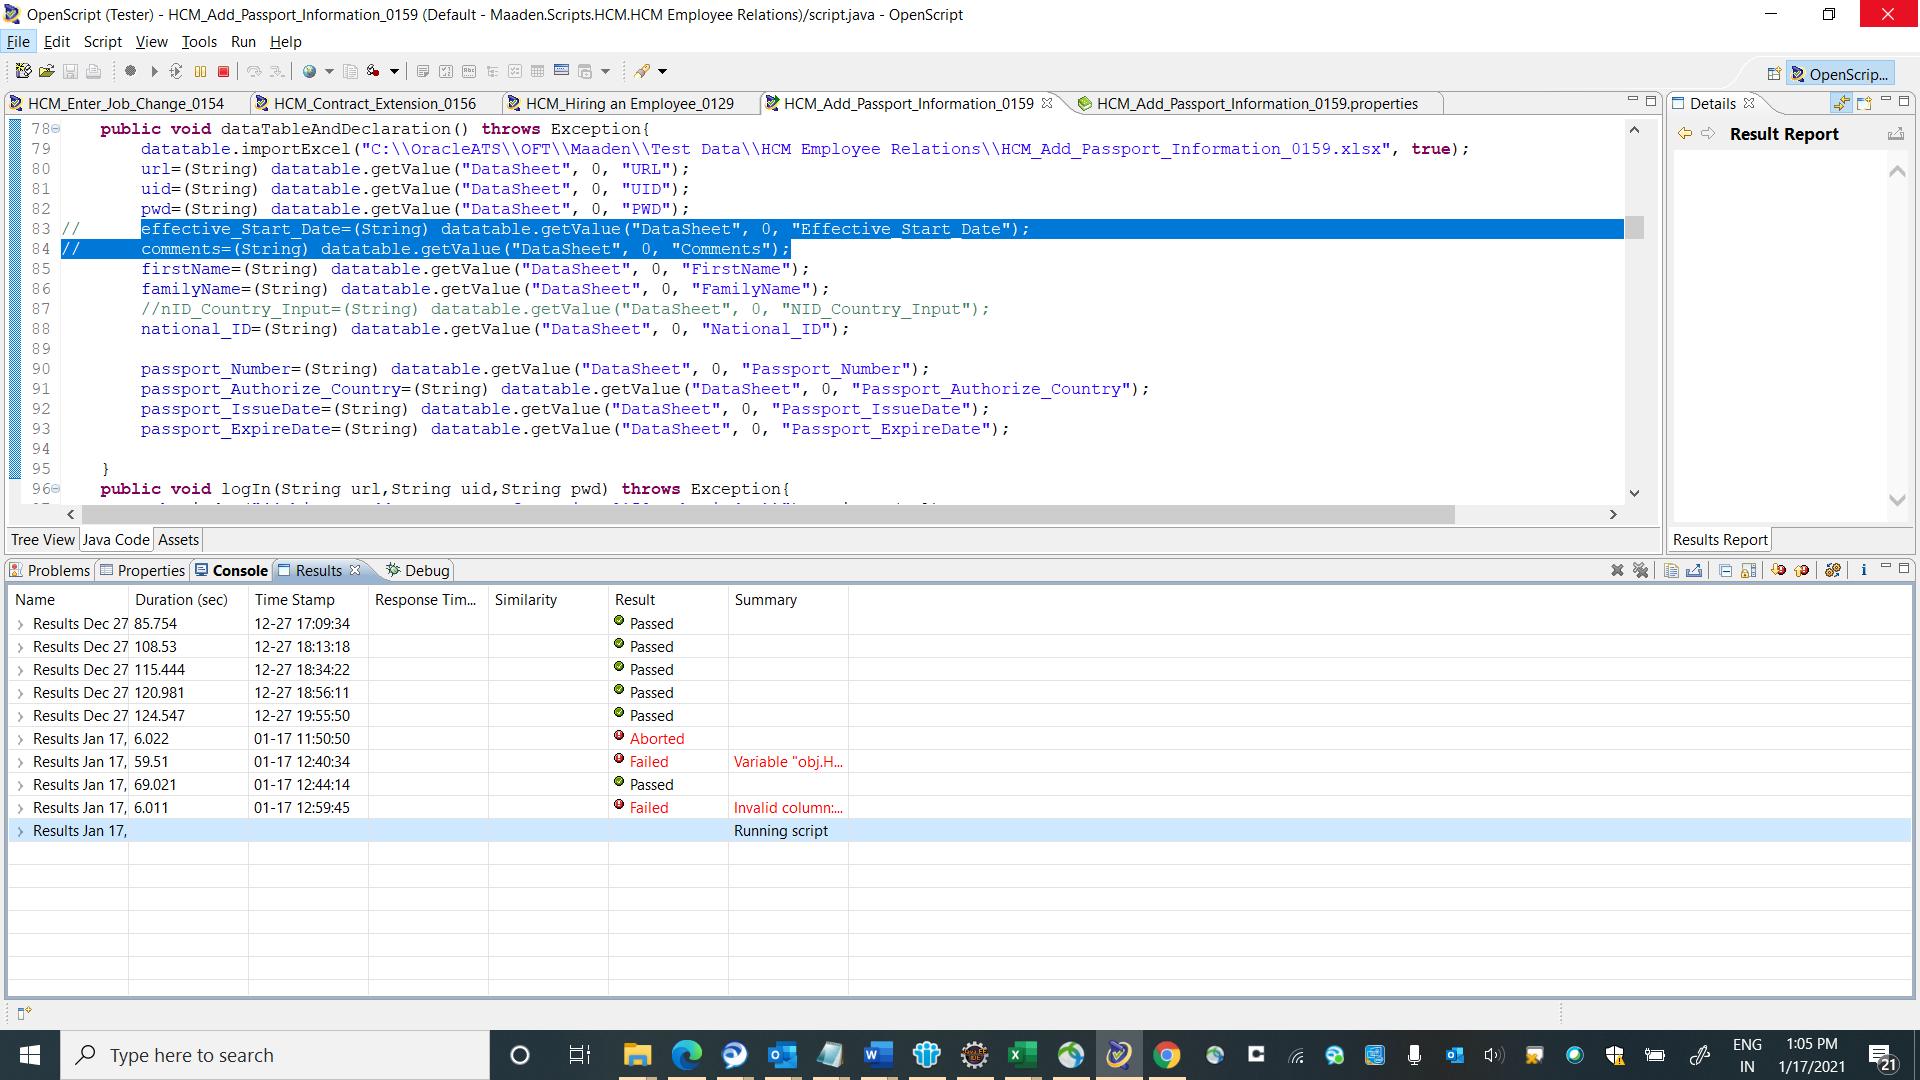 OpenScript (Tester) - HCM_Add_Passport_Information_0159 (Default - Maaden.Scripts.HCM.HCM Employee Relations)/script.java - OpenScript
File Edit Script View Tools Run Help
OpenScrip...
HCM_Enter_Job_Change_0154 HCM_Contract_Extension_0156 HCM_Hiring an Employee_0129 HCM_Add_Passport_Information_0159 HCM_Add_Passport_Information_0159.properties
Details
Result Report
78 public void dataTableAndDeclaration() throws Exception{
79 datatable.importExcel("C:\\OracleATS\\OFT\\Maaden\\Test Data\\HCM Employee Relations\\HCM_Add_Passport_Information_0159.xlsx", true);
80 url=(String) datatable.getValue("DataSheet", 0, "URL");
81 uid=(String) datatable.getValue("DataSheet", 0, "UID");
82 pwd=(String) datatable.getValue("DataSheet", 0, "PWD");
83 // effective_Start_Date=(String) datatable.getValue("DataSheet", 0, "Effective_Start_Date");
84 // comments=(String) datatable.getValue("DataSheet", 0, "Comments");
85 firstName=(String) datatable.getValue("DataSheet", 0, "FirstName");
86 familyName=(String) datatable.getValue("DataSheet", 0, "FamilyName");
87 //nID_Country_Input=(String) datatable.getValue("DataSheet", 0, "NID_Country_Input");
88 national_ID=(String) datatable.getValue("DataSheet", 0, "National_ID");
89
90 passport_Number=(String) datatable.getValue("DataSheet", 0, "Passport_Number");
91 passport_Authorize_Country=(String) datatable.getValue("DataSheet", 0, "Passport_Authorize_Country");
92 passport_IssueDate=(String) datatable.getValue("DataSheet", 0, "Passport_IssueDate");
93 passport_ExpireDate=(String) datatable.getValue("DataSheet", 0, "Passport_ExpireDate");
94
95 }
96 public void logIn(String url,String uid,String pwd) throws Exception{
Tree View Java Code Assets
Results Report
Problems Properties Console Results Debug
Name Duration (sec) Time Stamp Response Tim... Similarity Result Summary
Results Dec 27 85.754 12-27 17:09:34 Passed
Results Dec 27 108.53 12-27 18:13:18 Passed
Results Dec 27 115.444 12-27 18:34:22 Passed
Results Dec 27 120.981 12-27 18:56:11 Passed
Results Dec 27 124.547 12-27 19:55:50 Passed
Results Jan 17, 6.022 01-17 11:50:50 Aborted
Results Jan 17, 59.51 01-17 12:40:34 Failed Variable "obj.H...
Results Jan 17, 69.021 01-17 12:44:14 Passed
Results Jan 17, 6.011 01-17 12:59:45 Failed Invalid column:...
Results Jan 17, Running script
Type here to search
ENG
IN
1:05 PM
1/17/2021
21